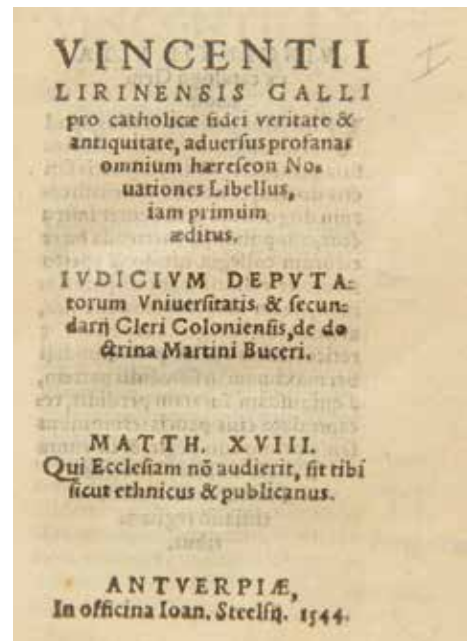 VINCENTII
LIRINENSIS GALLI
pro catholicæ fidei veritate &
antiquitate, aduerſus profanas
omnium hæreſeon No-
uationes Libellus,
iam primum
æditus.
IVDICIVM DEPVTA-
torum Vniuerſitatis & ſecun-
darij Cleri Colonienſis, de do
ctrina Martini Buceri.
MATTH. XVIII.
Qui Eccleſiam nõ audierit, ſit tibi
ſicut ethnicus & publicanus.
ANTVERPIÆ,
In officina Ioan. Steelſij. 1544.